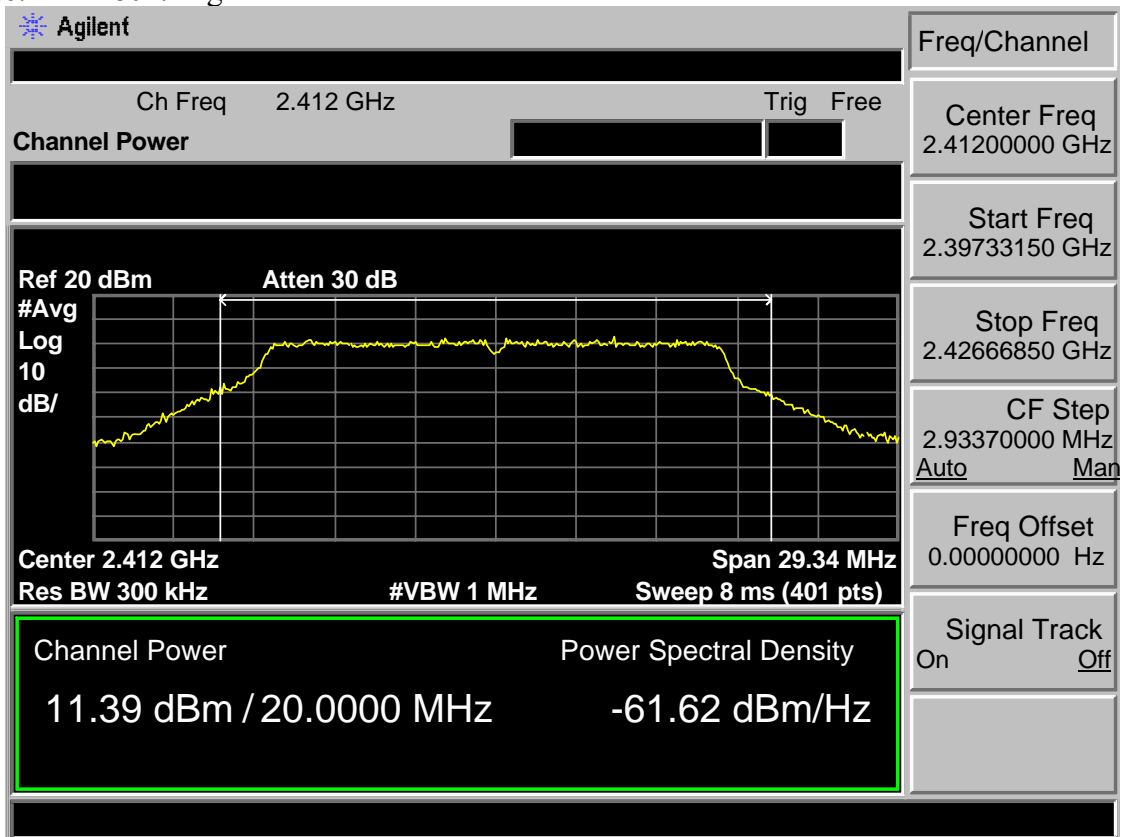 Agilent
Freq/Channel
Ch Freq 2.412 GHz Trig Free
Channel Power
Center Freq
2.41200000 GHz
Start Freq
2.39733150 GHz
Stop Freq
2.42666850 GHz
CF Step
2.93370000 MHz
Auto Man
Freq Offset
0.00000000 Hz
Signal Track
On Off
Ref 20 dBm Atten 30 dB
#Avg
Log
10
dB/
Center 2.412 GHz Span 29.34 MHz
Res BW 300 kHz #VBW 1 MHz Sweep 8 ms (401 pts)
Channel Power Power Spectral Density
11.39 dBm / 20.0000 MHz -61.62 dBm/Hz